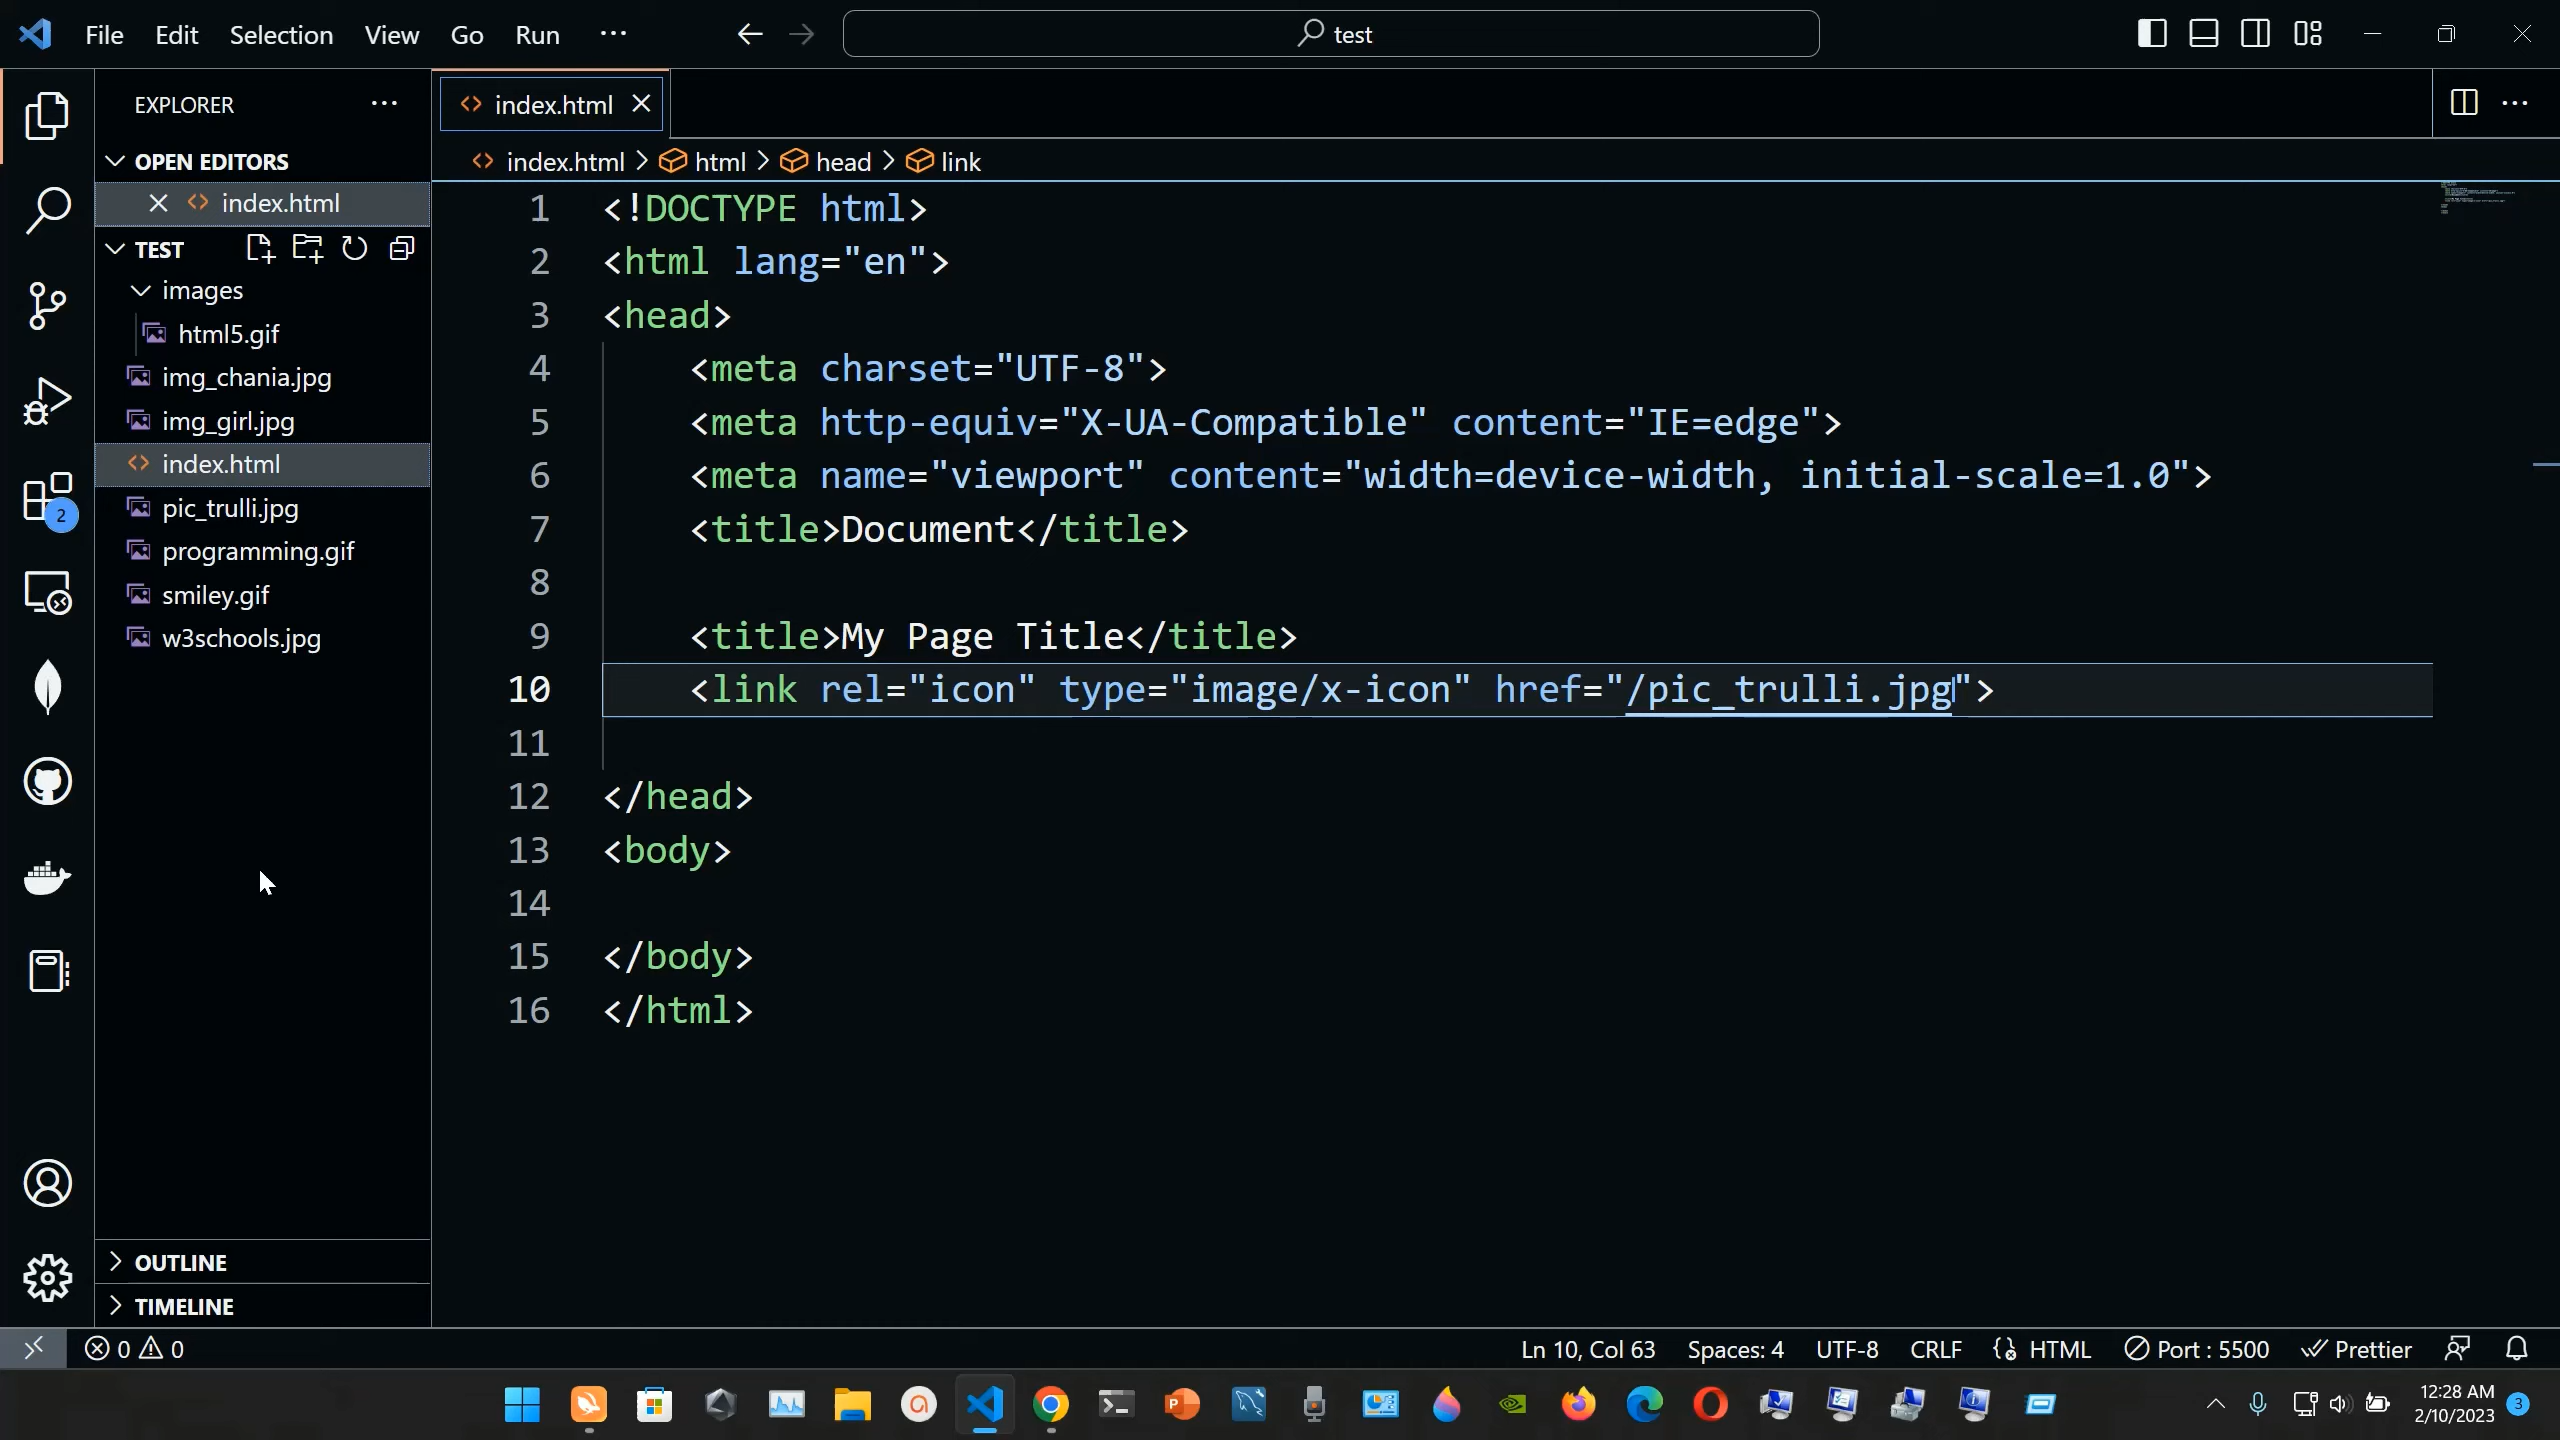 File Edit Selection View Go Run ··· test
EXPLORER ···
OPEN EDITORS
index.html
TEST
images
html5.gif
img_chania.jpg
img_girl.jpg
index.html
pic_trulli.jpg
programming.gif
smiley.gif
w3schools.jpg
OUTLINE
TIMELINE
2
index.html
index.html > html > head > link
1 <!DOCTYPE html>
2 <html lang="en">
3 <head>
4 <meta charset="UTF-8">
5 <meta http-equiv="X-UA-Compatible" content="IE=edge">
6 <meta name="viewport" content="width=device-width, initial-scale=1.0">
7 <title>Document</title>
8
9 <title>My Page Title</title>
10 <link rel="icon" type="image/x-icon" href="/pic_trulli.jpg">
11
12 </head>
13 <body>
14
15 </body>
16 </html>
0 0 Ln 10, Col 63 Spaces: 4 UTF-8 CRLF HTML Port : 5500 Prettier
12:28 AM
2/10/2023 3